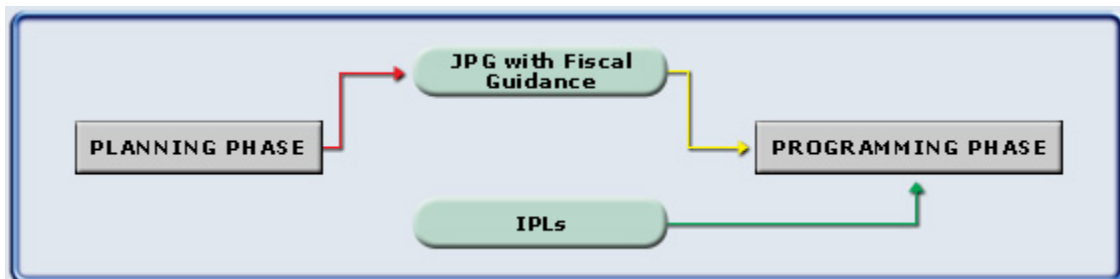 JPG with Fiscal
Guidance
PLANNING PHASE
PROGRAMMING PHASE
IPLs